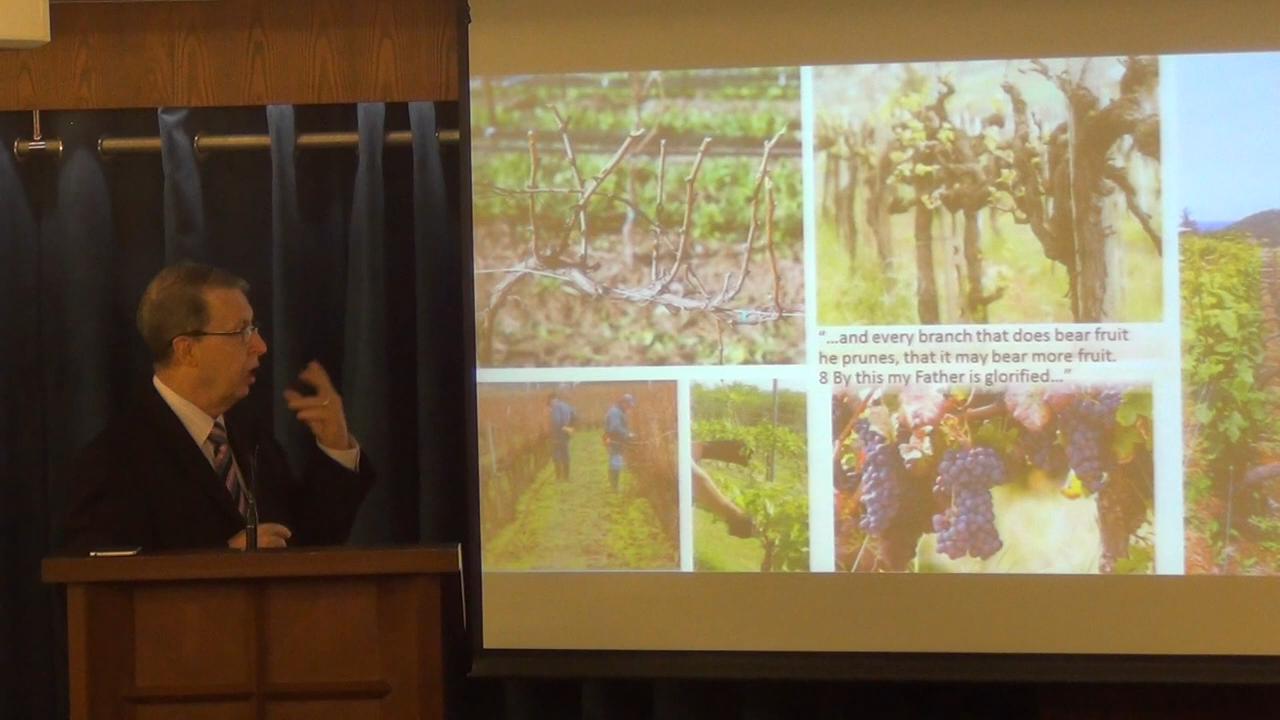 “...and every branch that does bear fruit
he prunes, that it may bear more fruit.
8 By this my Father is glorified...”